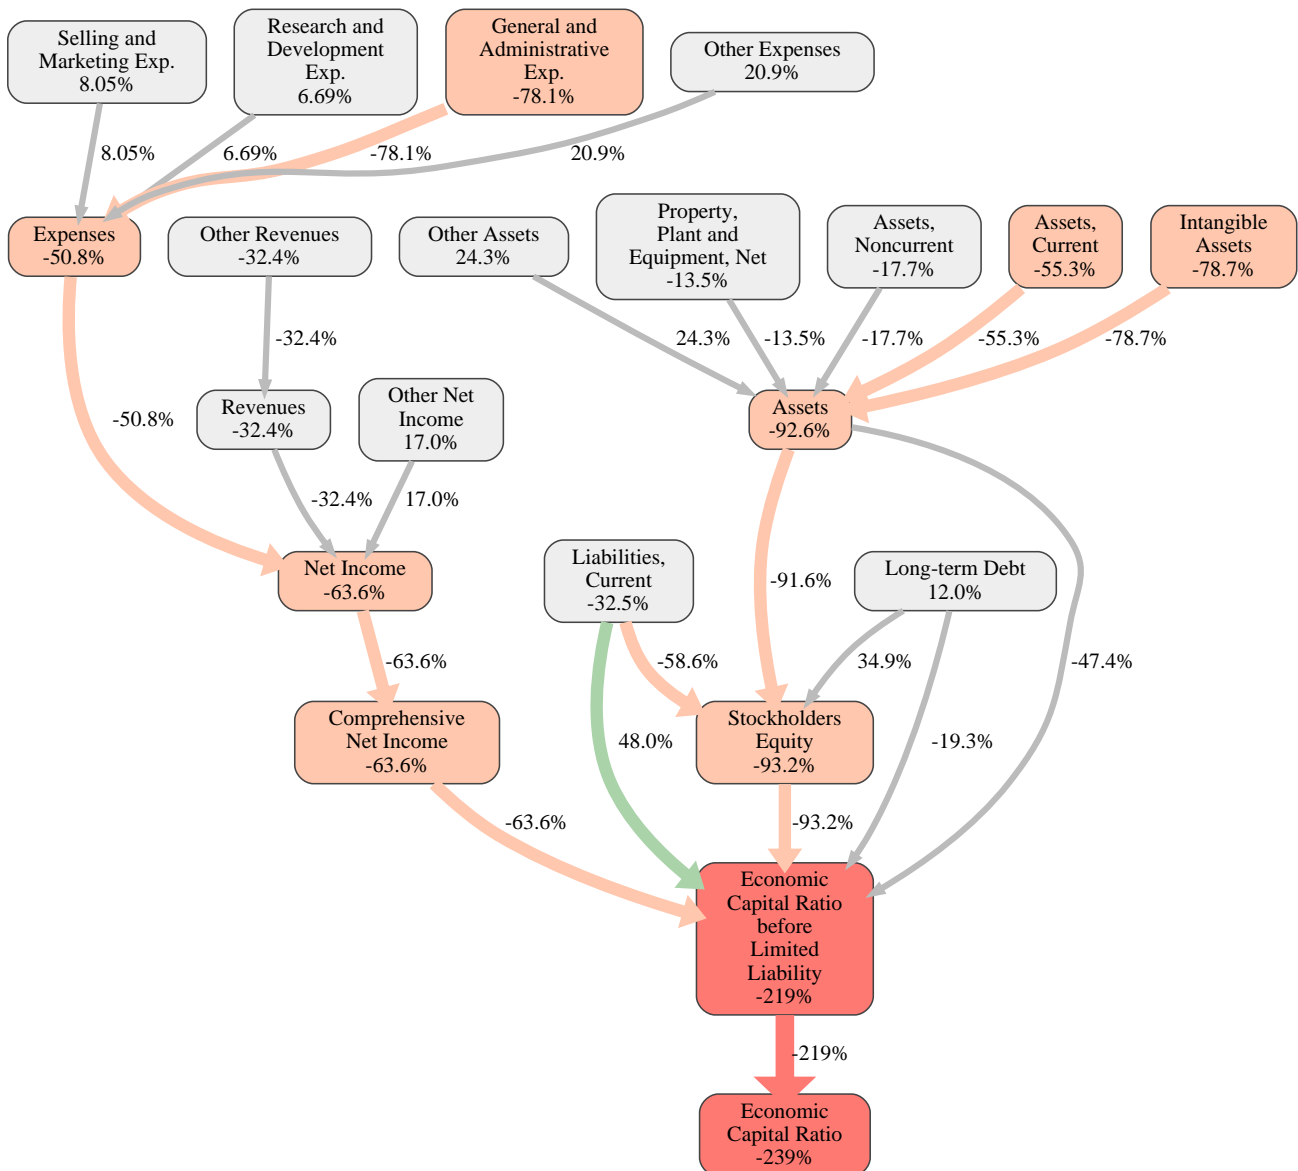 Selling and
Marketing Exp.
8.05%
Research and
Development
Exp.
6.69%
General and
Administrative
Exp.
-78.1%
Other Expenses
20.9%
8.05%
6.69%
-78.1%
20.9%
Expenses
-50.8%
Other Revenues
-32.4%
Other Assets
24.3%
Property,
Plant and
Equipment, Net
-13.5%
Assets,
Noncurrent
-17.7%
Assets,
Current
-55.3%
Intangible
Assets
-78.7%
-32.4%
24.3%
-13.5%
-17.7%
-55.3%
-78.7%
-50.8%
Revenues
-32.4%
Other Net
Income
17.0%
Assets
-92.6%
-32.4%
17.0%
Net Income
-63.6%
Liabilities,
Current
-32.5%
-91.6%
Long-term Debt
12.0%
-63.6%
-58.6%
34.9%
-47.4%
Comprehensive
Net Income
-63.6%
48.0%
Stockholders
Equity
-93.2%
-19.3%
-63.6%
-93.2%
Economic
Capital Ratio
before
Limited
Liability
-219%
-219%
Economic
Capital Ratio
-239%